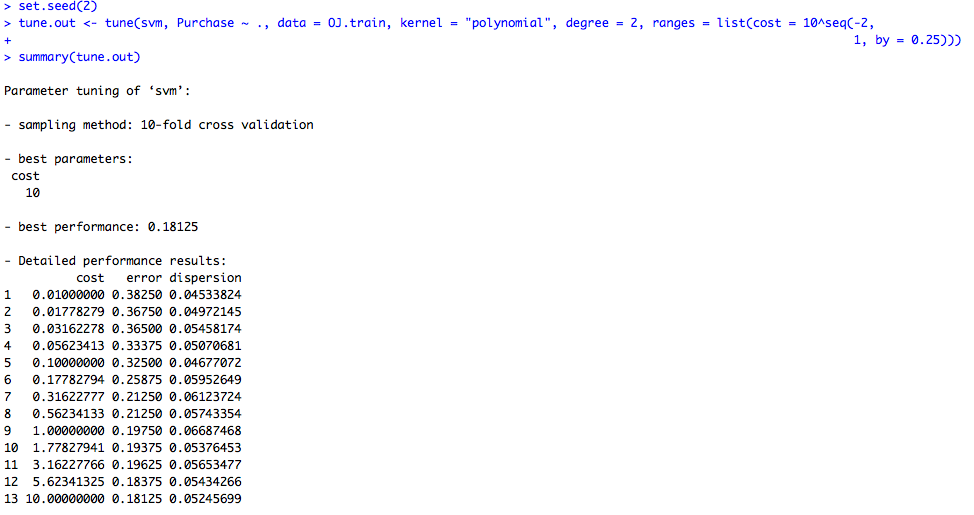 > set.seed(2)
> tune.out <- tune(svm, Purchase ~ ., data = OJ.train, kernel = "polynomial", degree = 2, ranges = list(cost = 10^seq(-2,
+ 1, by = 0.25)))
> summary(tune.out)
Parameter tuning of ‘svm’:
- sampling method: 10-fold cross validation
- best parameters:
cost
10
- best performance: 0.18125
- Detailed performance results:
cost error dispersion
1 0.01000000 0.38250 0.04533824
2 0.01778279 0.36750 0.04972145
3 0.03162278 0.36500 0.05458174
4 0.05623413 0.33375 0.05070681
5 0.10000000 0.32500 0.04677072
6 0.17782794 0.25875 0.05952649
7 0.31622777 0.21250 0.06123724
8 0.56234133 0.21250 0.05743354
9 1.00000000 0.19750 0.06687468
10 1.77827941 0.19375 0.05376453
11 3.16227766 0.19625 0.05653477
12 5.62341325 0.18375 0.05434266
13 10.00000000 0.18125 0.05245699